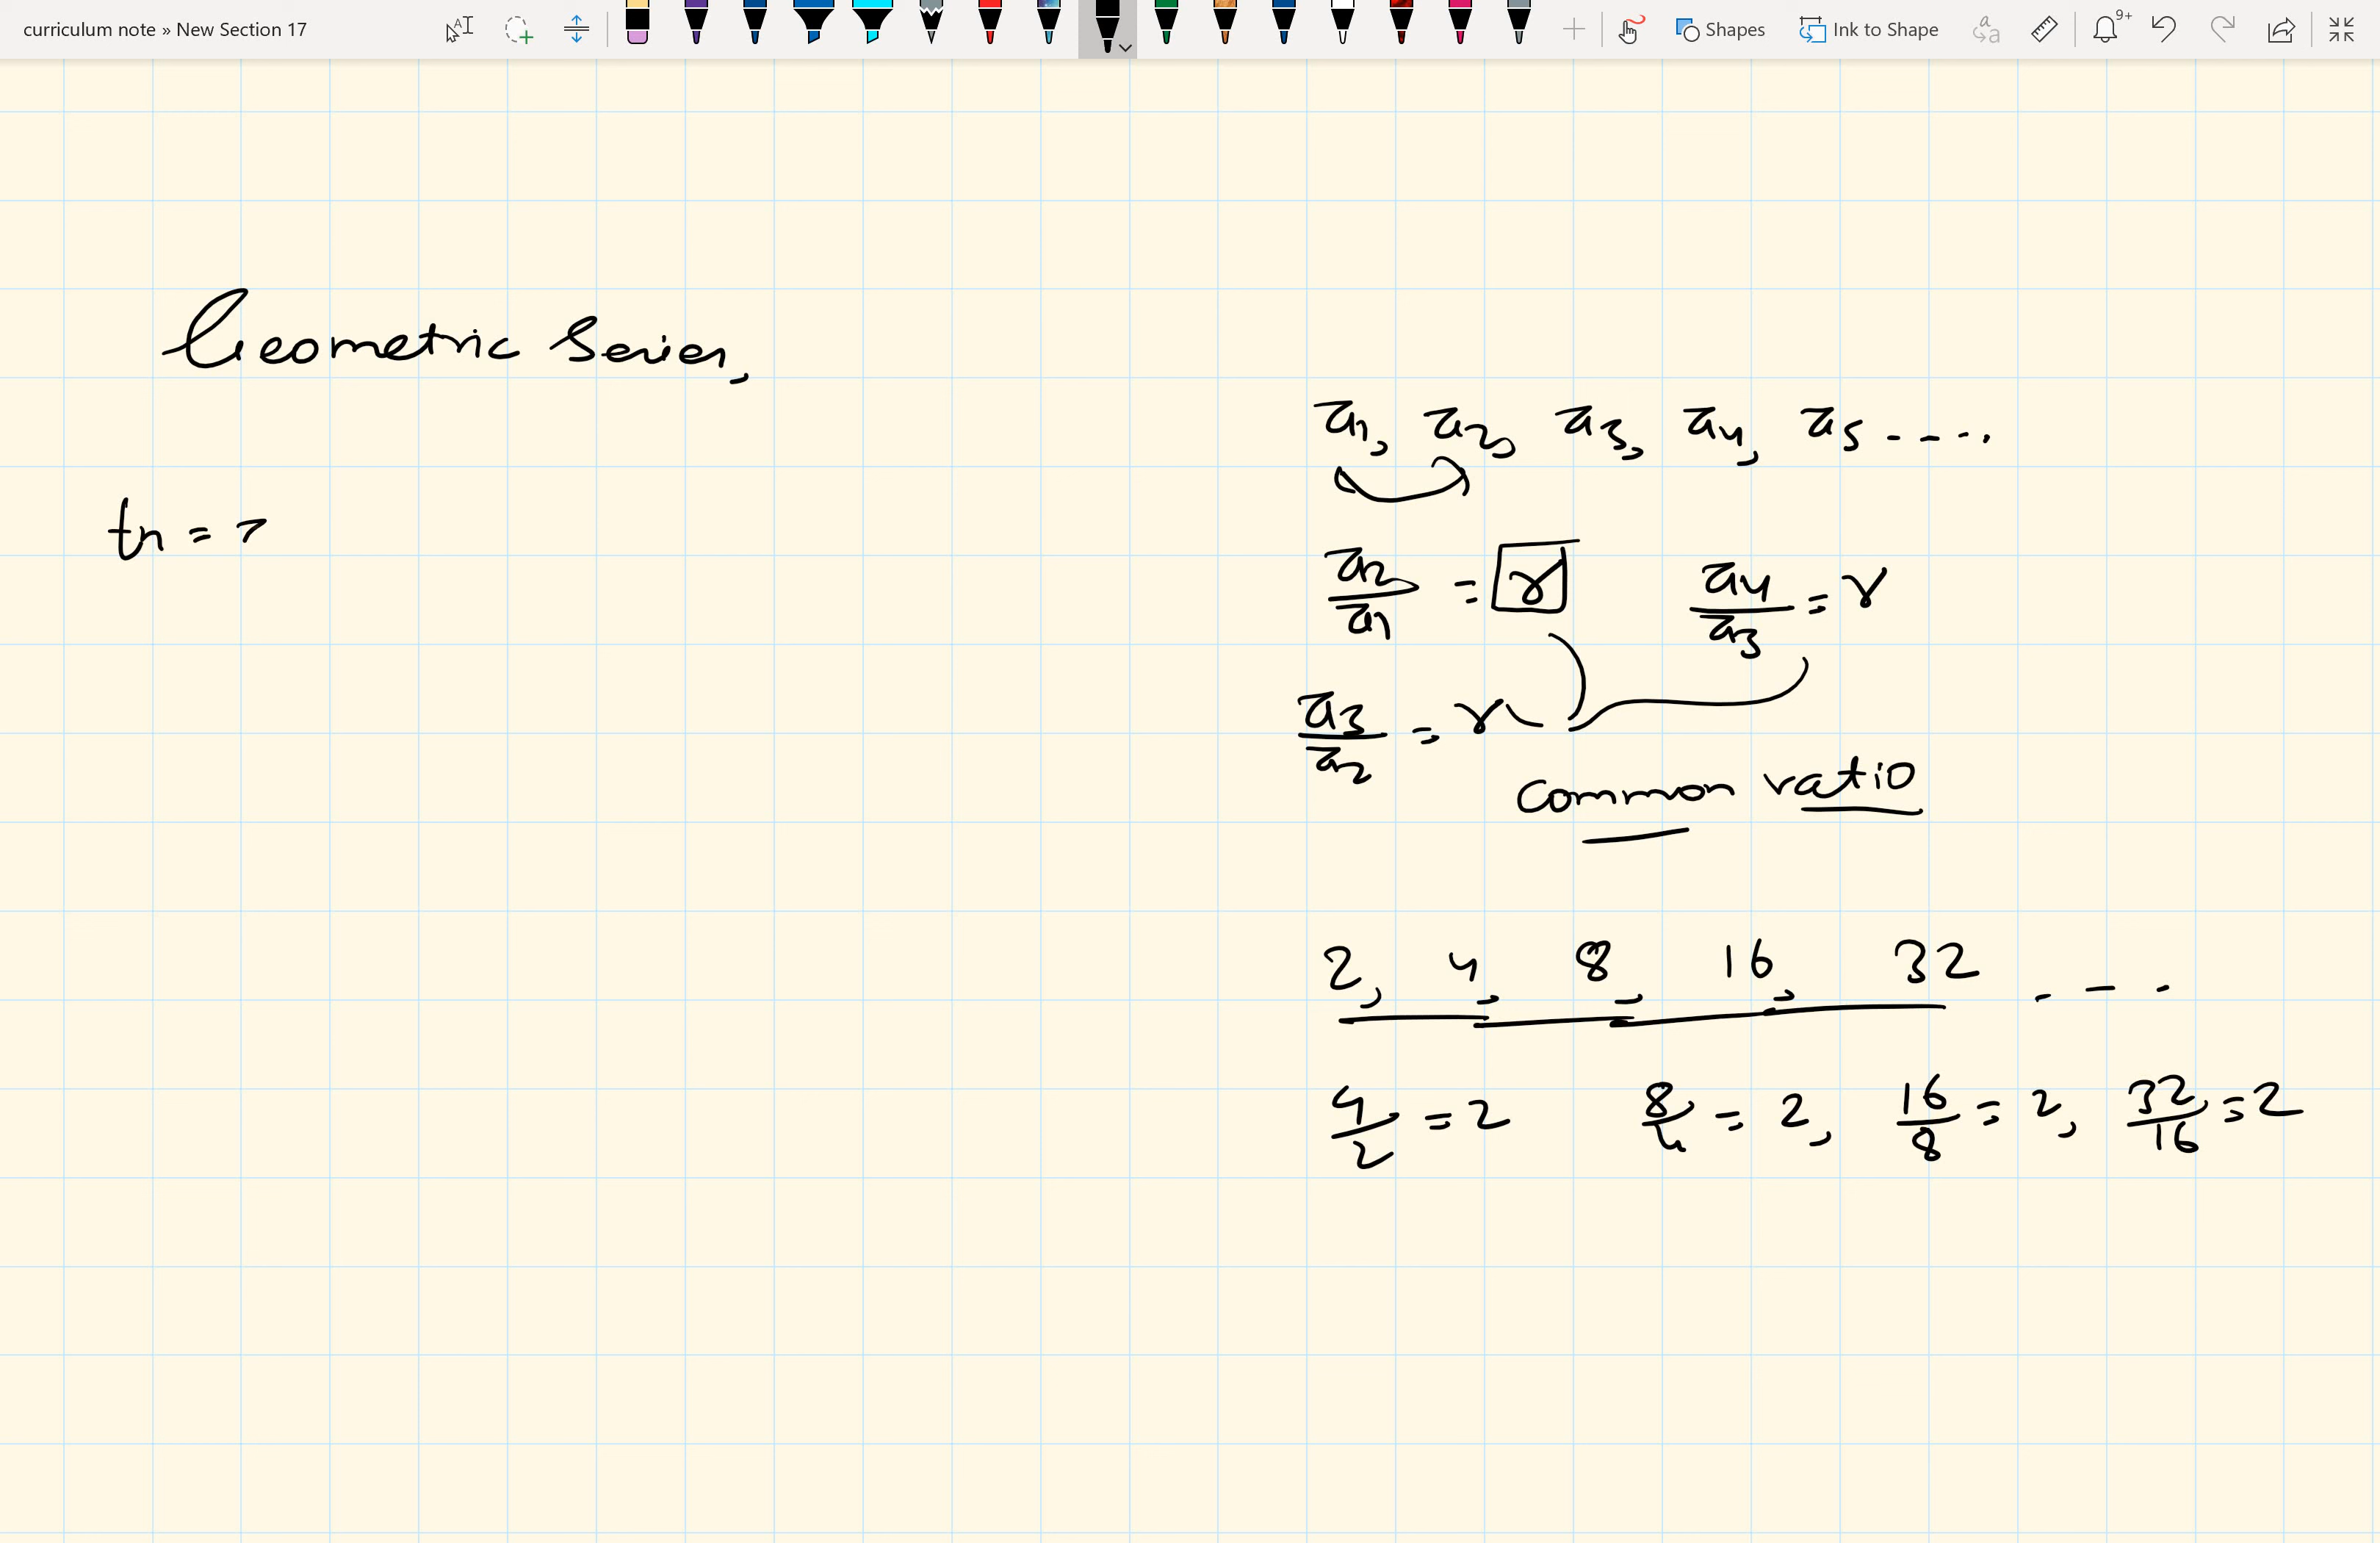 curriculum note » New Section 17
9+
Shapes
Ink to Shape
Geometric Series,
a1, a2, a3, a4, a5 - - - -
tn = ?
a2/a1 = r a4/a3 = r
a3/a2 = r
common ratio
2, 4, 8, 16, 32 - - -
4/2 = 2 8/4 = 2, 16/8 = 2, 32/16 = 2